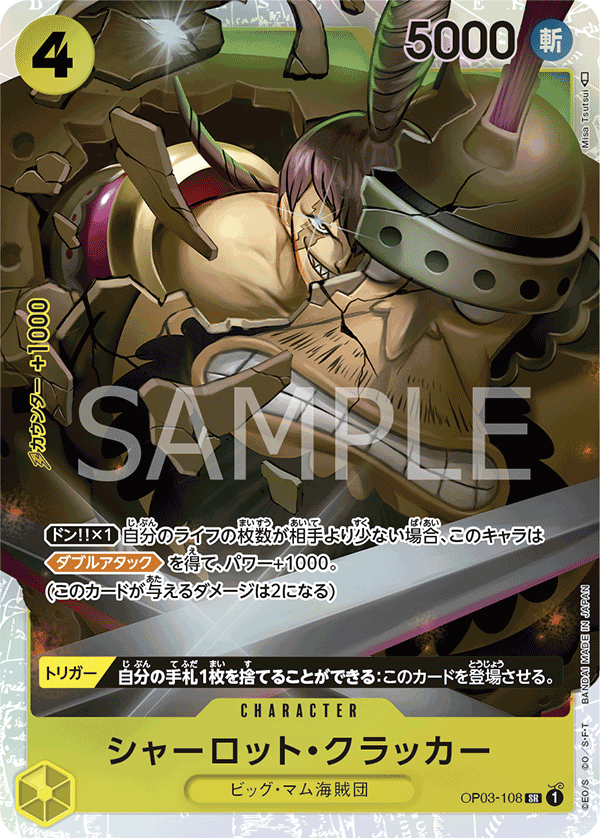 4
5000
斬
Misa Tsutsui
カウンター +1000
SAMPLE
ドン!!×1 自分のライフの枚数が相手より少ない場合、このキャラは
ダブルアタック を得て、パワー+1000。
(このカードが与えるダメージは2になる)
トリガー 自分の手札1枚を捨てることができる:このカードを登場させる。
CHARACTER
シャーロット・クラッカー
ビッグ・マム海賊団
OP03-108 SR 1
©E.O/S ©O/S・F・T BANDAI MADE IN JAPAN